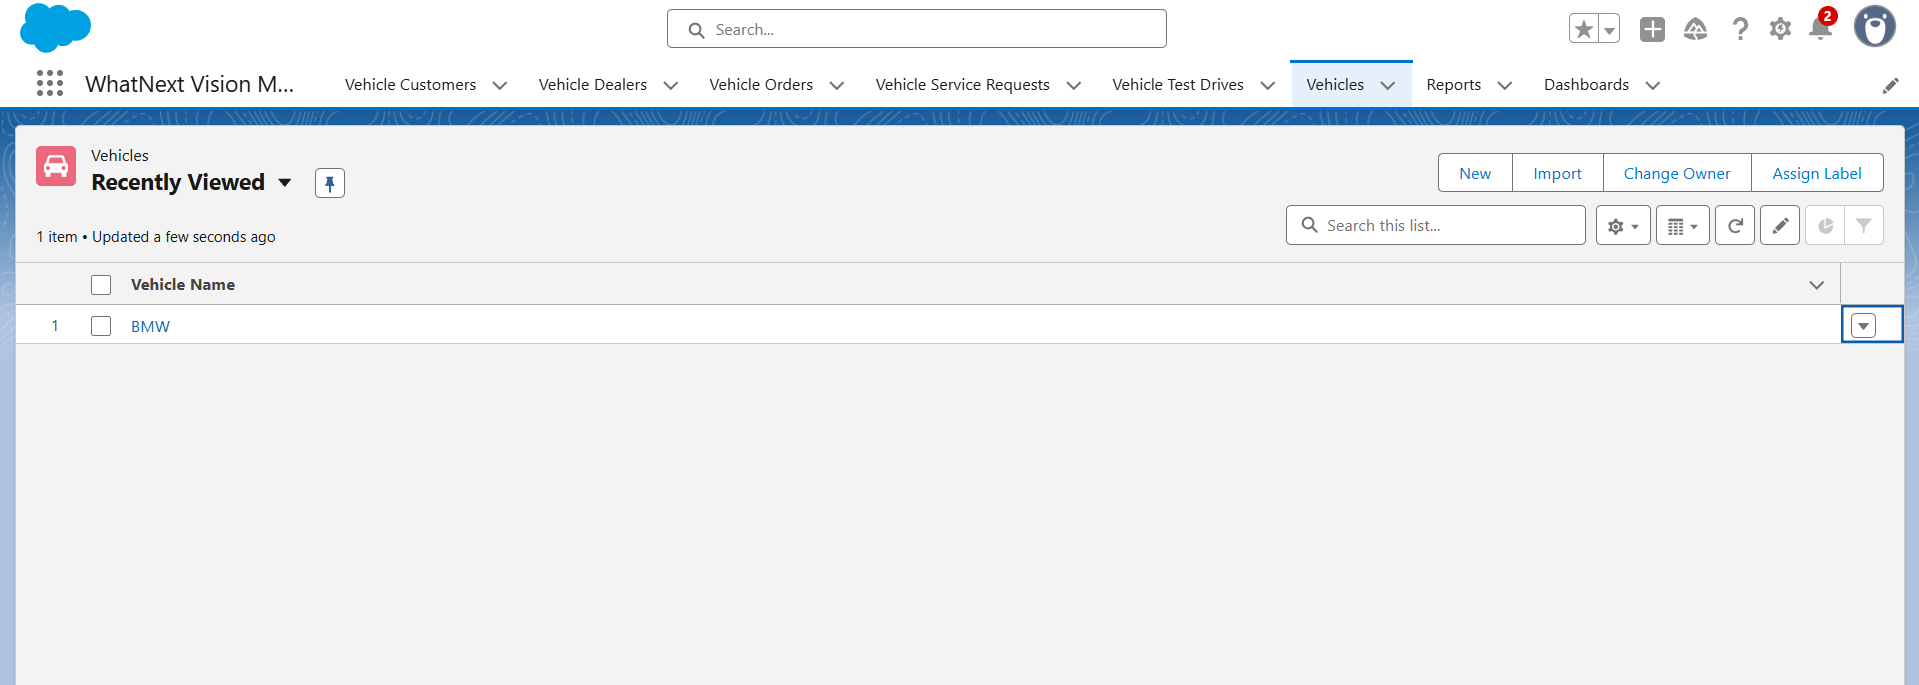 Search...
2
WhatNext Vision M...
Vehicle Customers
Vehicle Dealers
Vehicle Orders
Vehicle Service Requests
Vehicle Test Drives
Vehicles
Reports
Dashboards
Vehicles
Recently Viewed
New
Import
Change Owner
Assign Label
1 item • Updated a few seconds ago
Search this list...
Vehicle Name
1
BMW